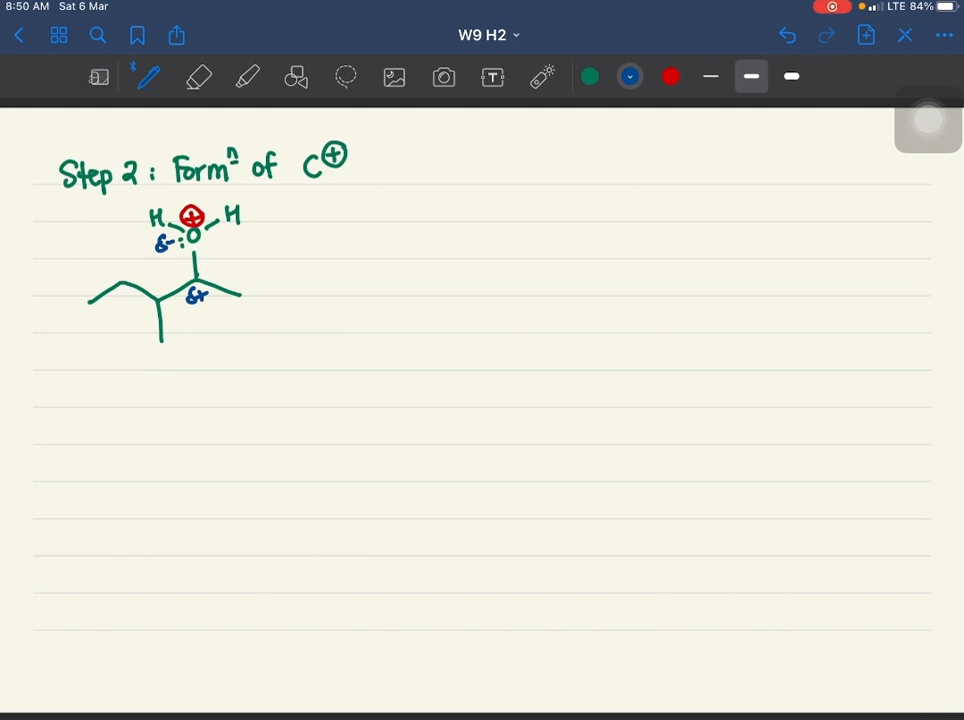 8:50 AM Sat 6 Mar
LTE 84%
W9 H2
T
Step 2 : Formⁿ of C⊕
H ⊕ H
δ- :O
δ+